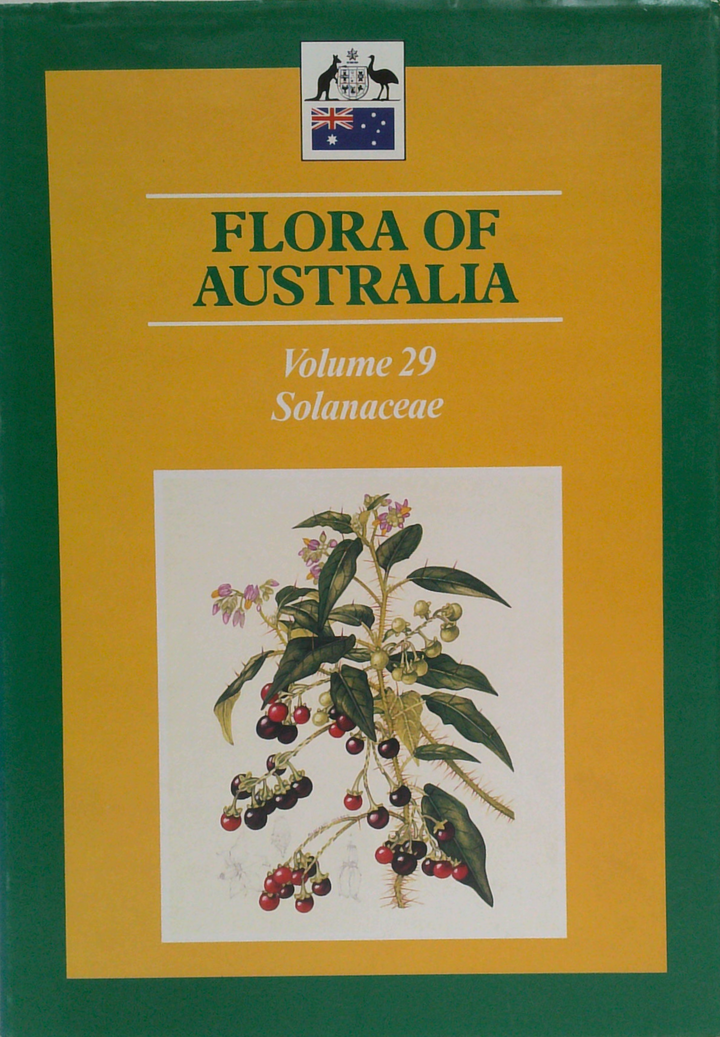 FLORA OF
AUSTRALIA
Volume 29
Solanaceae